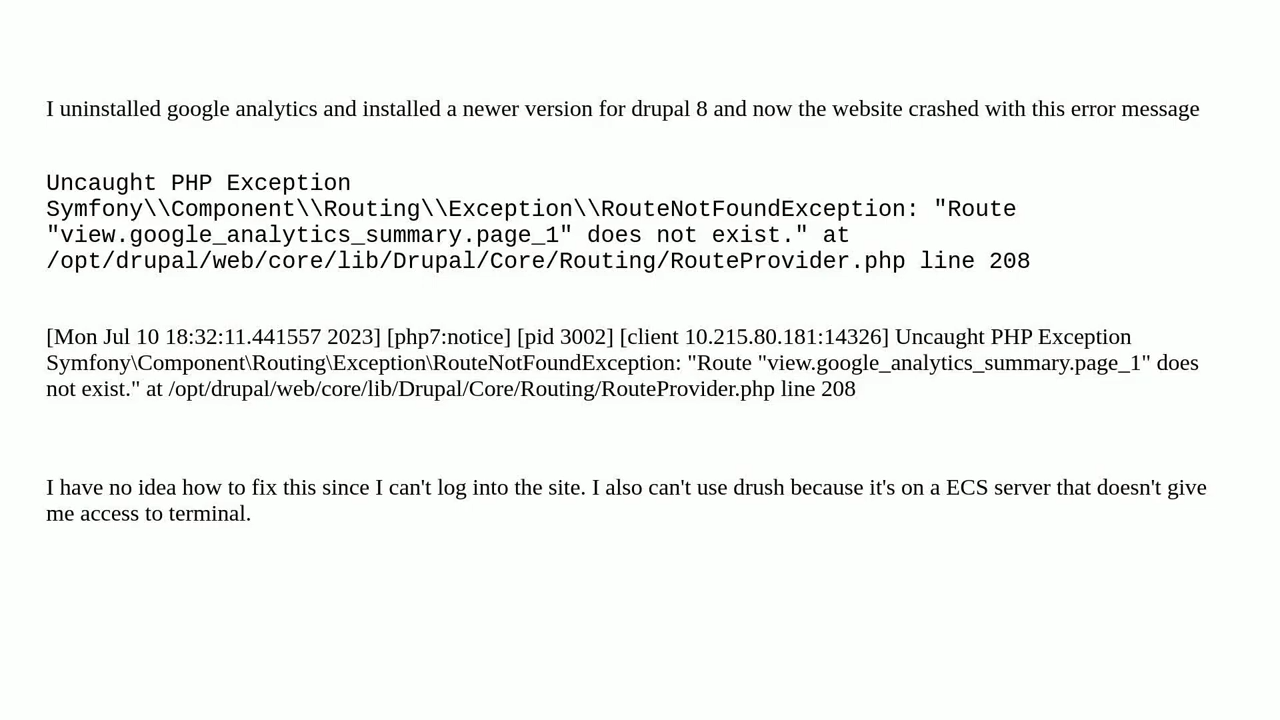 I uninstalled google analytics and installed a newer version for drupal 8 and now the website crashed with this error message
Uncaught PHP Exception
Symfony\\Component\\Routing\\Exception\\RouteNotFoundException: "Route
"view.google_analytics_summary.page_1" does not exist." at
/opt/drupal/web/core/lib/Drupal/Core/Routing/RouteProvider.php line 208
[Mon Jul 10 18:32:11.441557 2023] [php7:notice] [pid 3002] [client 10.215.80.181:14326] Uncaught PHP Exception
Symfony\Component\Routing\Exception\RouteNotFoundException: "Route "view.google_analytics_summary.page_1" does
not exist." at /opt/drupal/web/core/lib/Drupal/Core/Routing/RouteProvider.php line 208
I have no idea how to fix this since I can't log into the site. I also can't use drush because it's on a ECS server that doesn't give
me access to terminal.